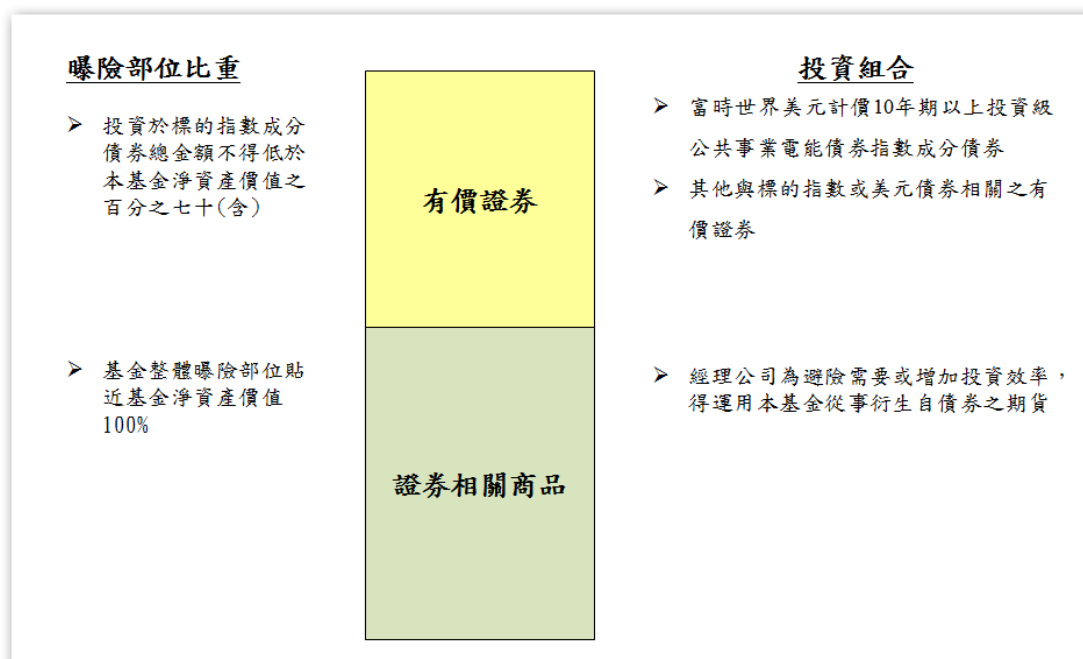 曝險部位比重
➤ 投資於標的指數成分
債券總金額不得低於
本基金淨資產價值之
百分之七十(含)
➤ 基金整體曝險部位貼
近基金淨資產價值
100%
有價證券
證券相關商品
投資組合
➤ 富時世界美元計價10年期以上投資級
公共事業電能債券指數成分債券
➤ 其他與標的指數或美元債券相關之有
價證券
➤ 經理公司為避險需要或增加投資效率，
得運用本基金從事衍生自債券之期貨